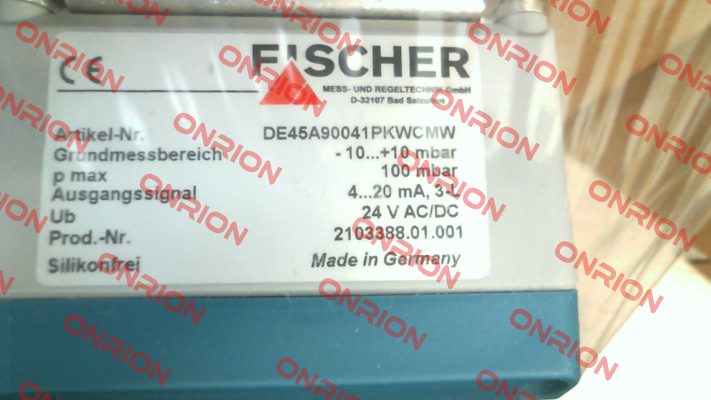 CE FISCHER
MESS- UND REGELTECHNIK GmbH
D-32107 Bad Salzuflen
Artikel-Nr. DE45A90041PKWCMW
Grundmessbereich - 10...+10 mbar
p max 100 mbar
Ausgangssignal 4...20 mA, 3-L
Ub 24 V AC/DC
Prod.-Nr. 2103388.01.001
Silikonfrei Made in Germany
ONRION